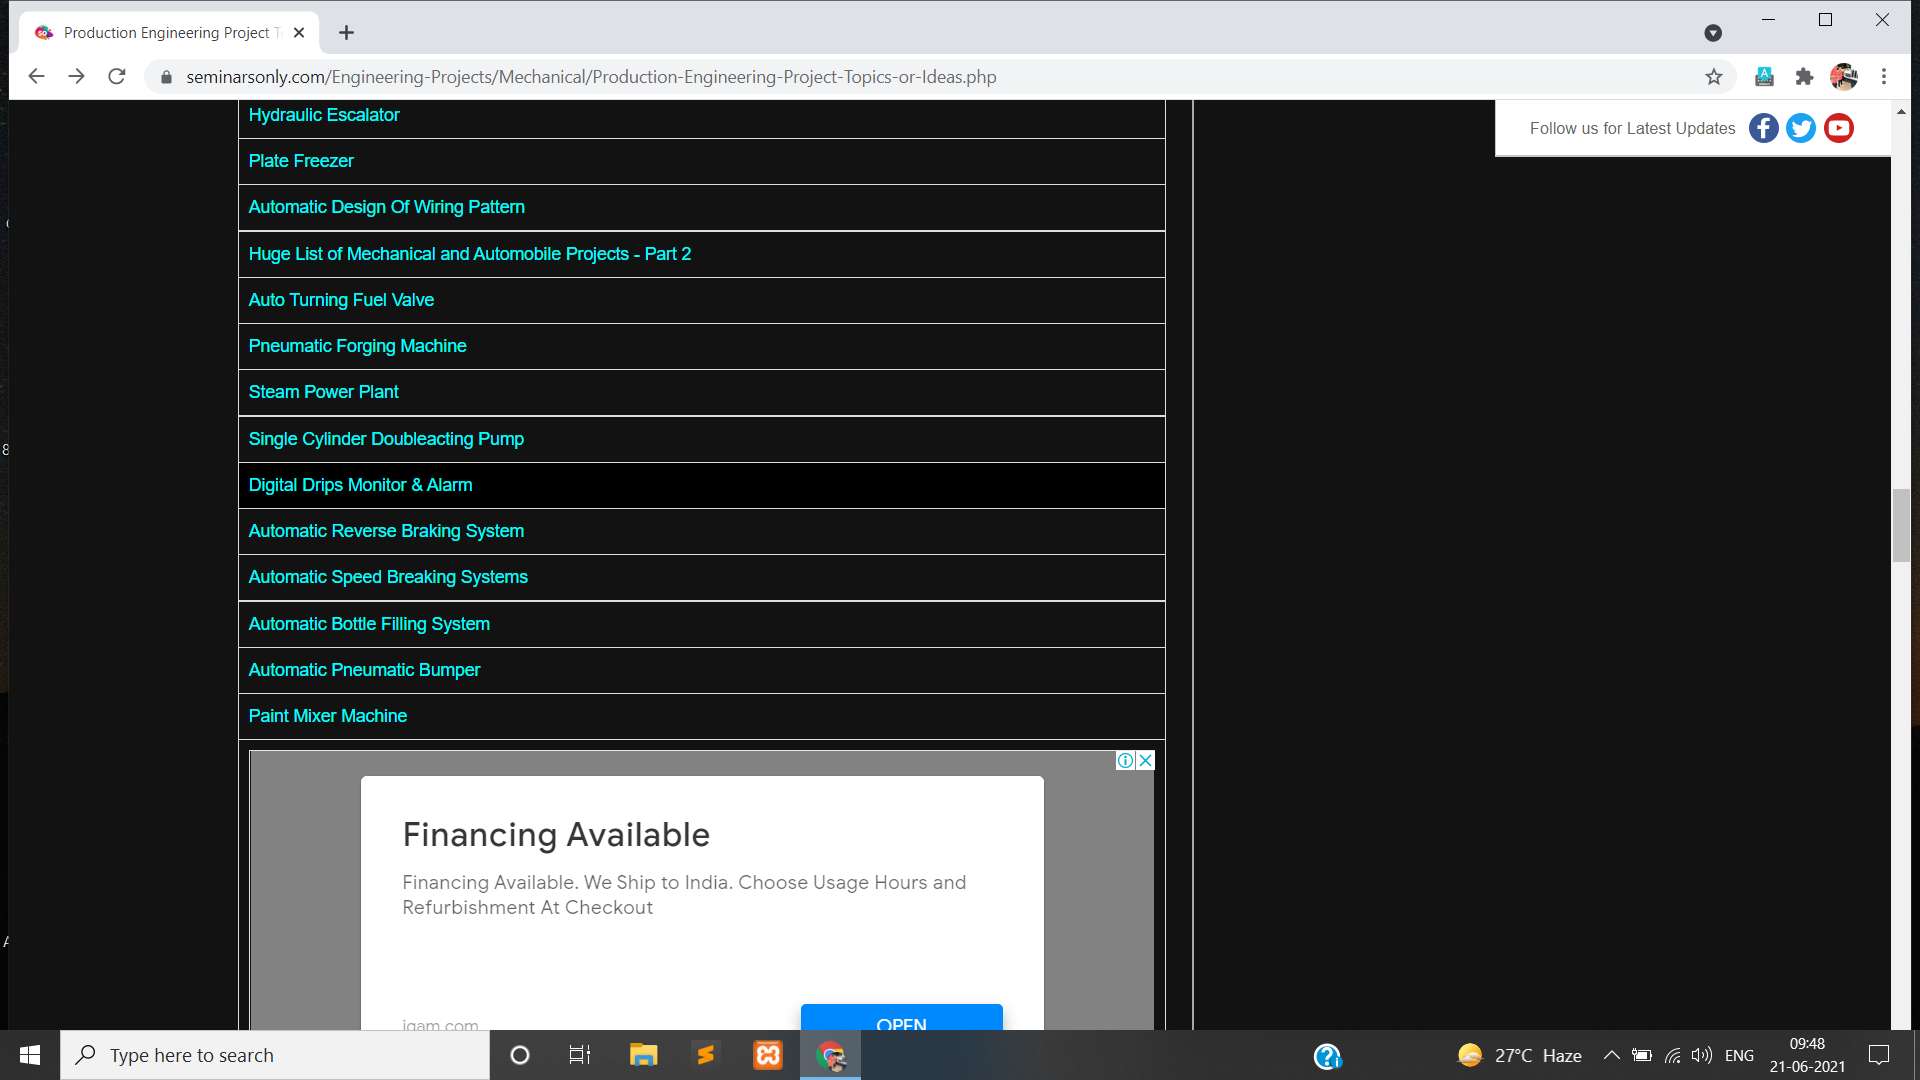 Production Engineering Project T
seminarsonly.com/Engineering-Projects/Mechanical/Production-Engineering-Project-Topics-or-Ideas.php
Follow us for Latest Updates
Hydraulic Escalator
Plate Freezer
Automatic Design Of Wiring Pattern
Huge List of Mechanical and Automobile Projects - Part 2
Auto Turning Fuel Valve
Pneumatic Forging Machine
Steam Power Plant
Single Cylinder Doubleacting Pump
Digital Drips Monitor & Alarm
Automatic Reverse Braking System
Automatic Speed Breaking Systems
Automatic Bottle Filling System
Automatic Pneumatic Bumper
Paint Mixer Machine
Financing Available
Financing Available. We Ship to India. Choose Usage Hours and
Refurbishment At Checkout
OPEN
Type here to search
27°C Haze
ENG
09:48
21-06-2021